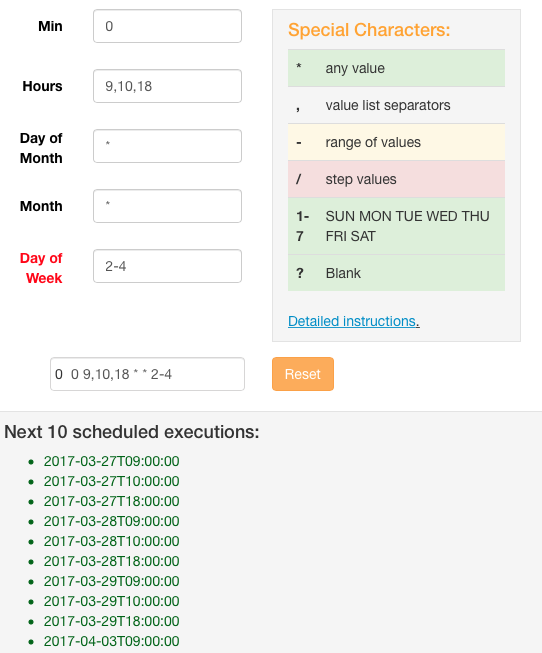 Min
0
Hours
9,10,18
Day of
Month
*
Month
*
Day of
Week
2-4
Special Characters:
* any value
, value list separators
- range of values
/ step values
1- SUN MON TUE WED THU
7 FRI SAT
? Blank
Detailed instructions.
0 0 9,10,18 * * 2-4
Reset
Next 10 scheduled executions:
• 2017-03-27T09:00:00
• 2017-03-27T10:00:00
• 2017-03-27T18:00:00
• 2017-03-28T09:00:00
• 2017-03-28T10:00:00
• 2017-03-28T18:00:00
• 2017-03-29T09:00:00
• 2017-03-29T10:00:00
• 2017-03-29T18:00:00
• 2017-04-03T09:00:00